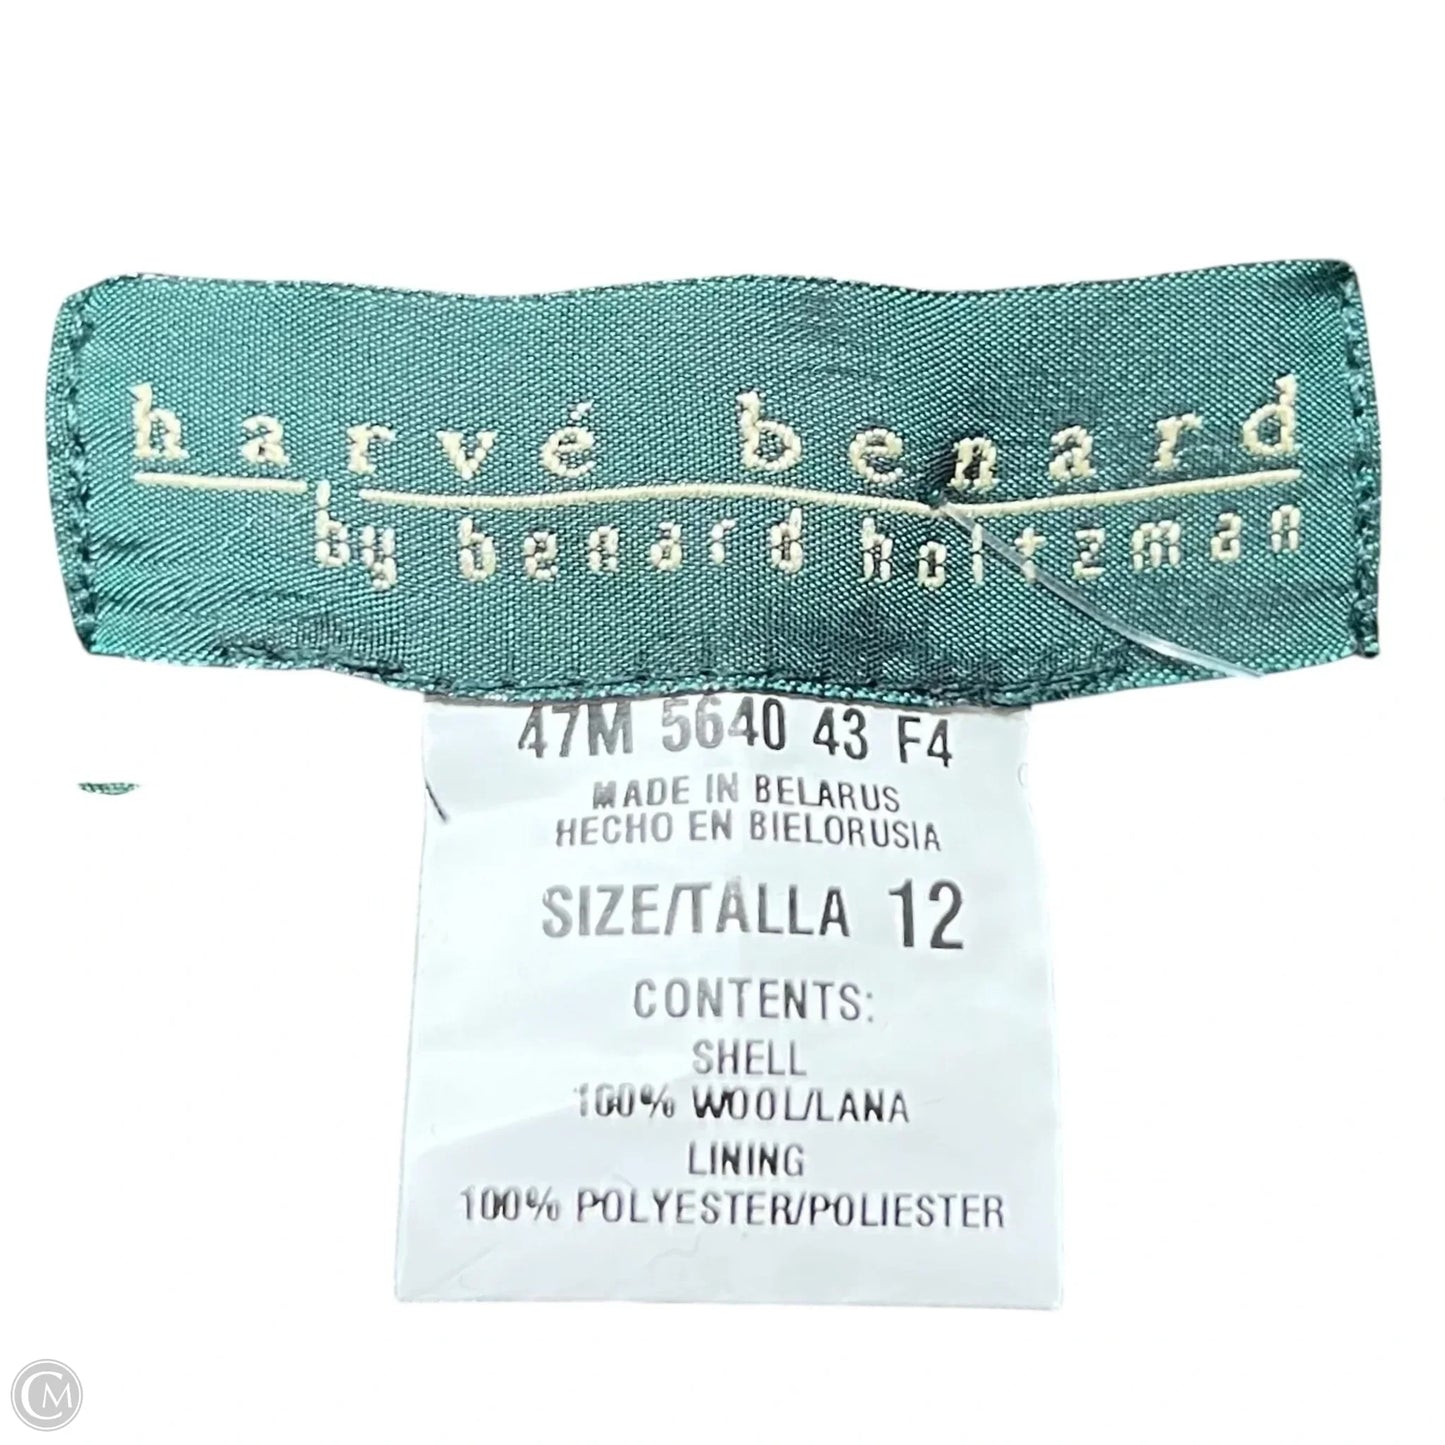 harvé benard
by benard holtzman
47M 5640 43 F4
MADE IN BELARUS
HECHO EN BIELORUSIA
SIZE/TALLA 12
CONTENTS:
SHELL
100% WOOL/LANA
LINING
100% POLYESTER/POLIESTER
CM